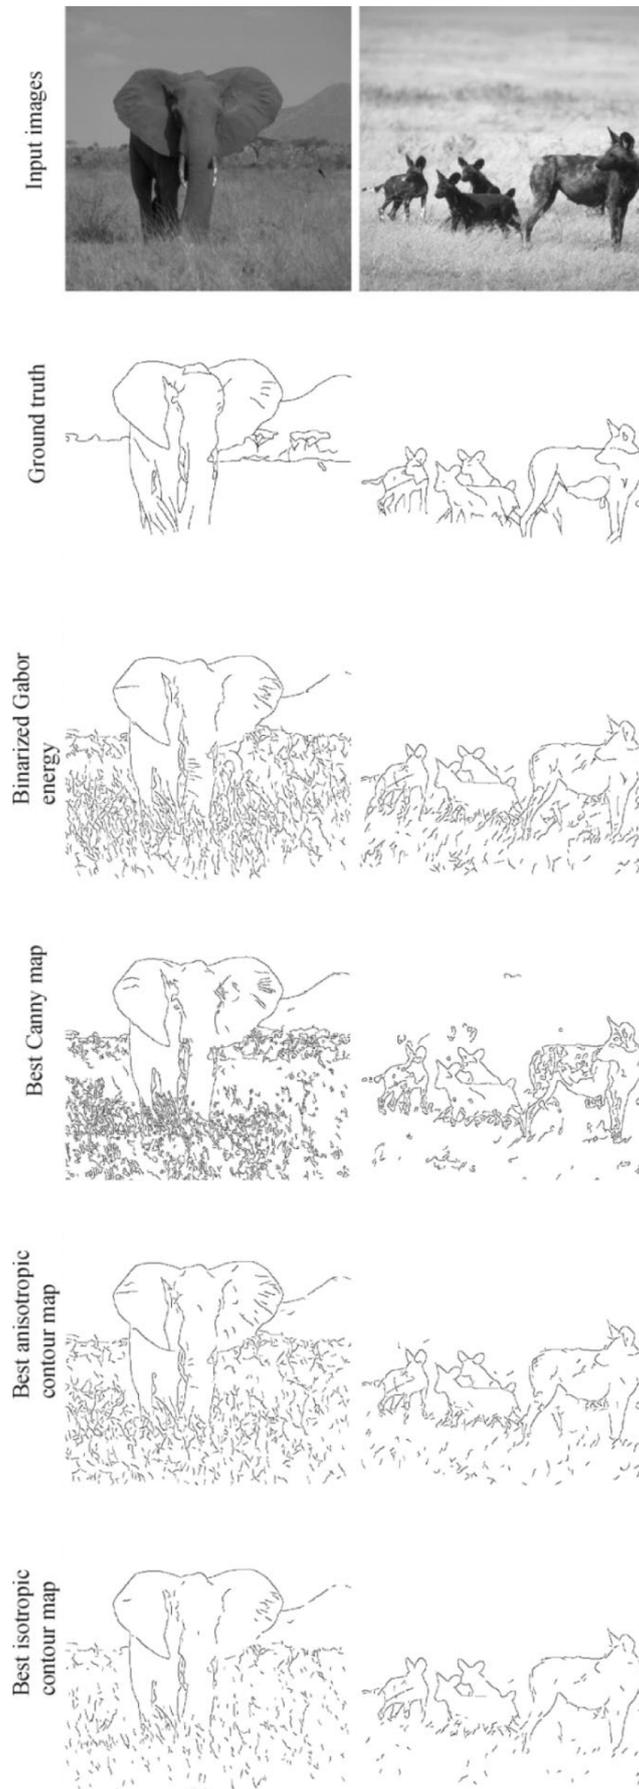 Input images
Ground truth
Binarized Gabor
energy
Best Canny map
Best anisotropic
contour map
Best isotropic
contour map